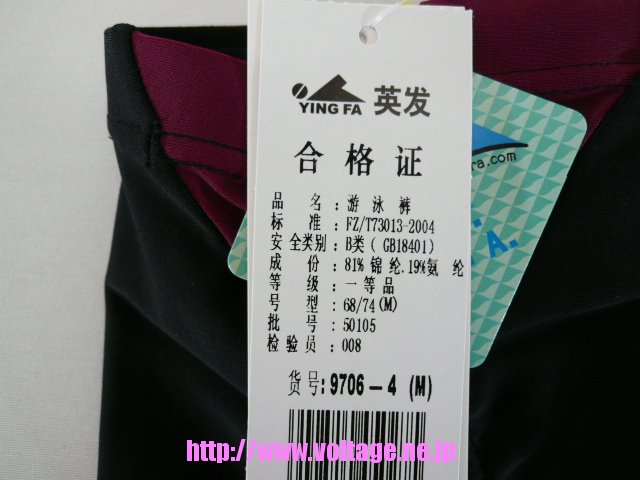 YING FA 英发
合格证
品 名：游 泳 裤
标 准：FZ/T73013-2004
安全类别：B类（GB18401）
成 份：81%锦纶.19%氨 纶
等 级：一等品
号 型：68/74(M)
批 号：50105
检验员：008
货号:9706-4 (M)
ra.com
A.
http://www.voltage.ne.jp